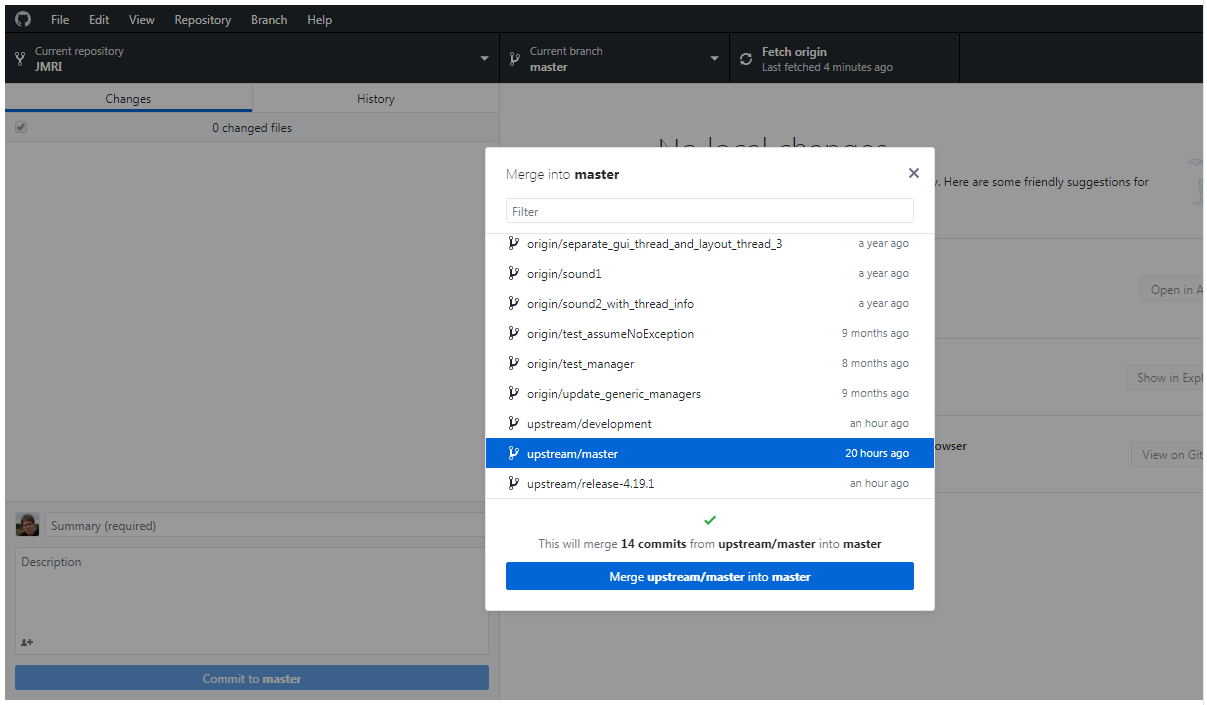 File Edit View Repository Branch Help
Current repository
JMRI
Current branch
master
Fetch origin
Last fetched 4 minutes ago
Changes History
0 changed files
No local changes
. Here are some friendly suggestions for
Open in A
Show in Expl
owser
View on Git
Merge into master
Filter
origin/separate_gui_thread_and_layout_thread_3 a year ago
origin/sound1 a year ago
origin/sound2_with_thread_info a year ago
origin/test_assumeNoException 9 months ago
origin/test_manager 8 months ago
origin/update_generic_managers 9 months ago
upstream/development an hour ago
upstream/master 20 hours ago
upstream/release-4.19.1 an hour ago
This will merge 14 commits from upstream/master into master
Merge upstream/master into master
Summary (required)
Description
Commit to master